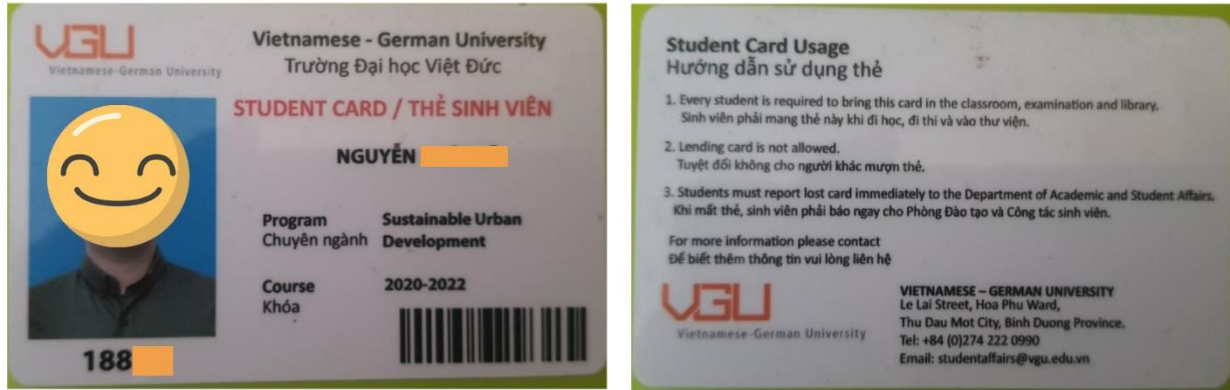 VGU
Vietnamese-German University
Vietnamese - German University
Trường Đại học Việt Đức
STUDENT CARD / THẺ SINH VIÊN
NGUYỄN
Program Sustainable Urban
Chuyên ngành Development
Course 2020-2022
Khóa
188
Student Card Usage
Hướng dẫn sử dụng thẻ
1. Every student is required to bring this card in the classroom, examination and library.
Sinh viên phải mang thẻ này khi đi học, đi thi và vào thư viện.
2. Lending card is not allowed.
Tuyệt đối không cho người khác mượn thẻ.
3. Students must report lost card immediately to the Department of Academic and Student Affairs.
Khi mất thẻ, sinh viên phải báo ngay cho Phòng Đào tạo và Công tác sinh viên.
For more information please contact
Để biết thêm thông tin vui lòng liên hệ
VGU
Vietnamese-German University
VIETNAMESE – GERMAN UNIVERSITY
Le Lai Street, Hoa Phu Ward,
Thu Dau Mot City, Binh Duong Province.
Tel: +84 (0)274 222 0990
Email: studentaffairs@vgu.edu.vn